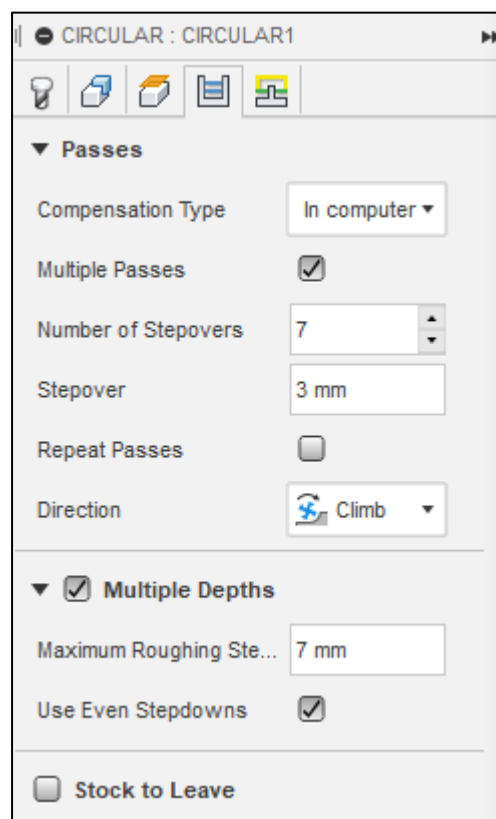 CIRCULAR : CIRCULAR1
Passes
Compensation Type In computer
Multiple Passes
Number of Stepovers 7
Stepover 3 mm
Repeat Passes
Direction Climb
Multiple Depths
Maximum Roughing Ste... 7 mm
Use Even Stepdowns
Stock to Leave